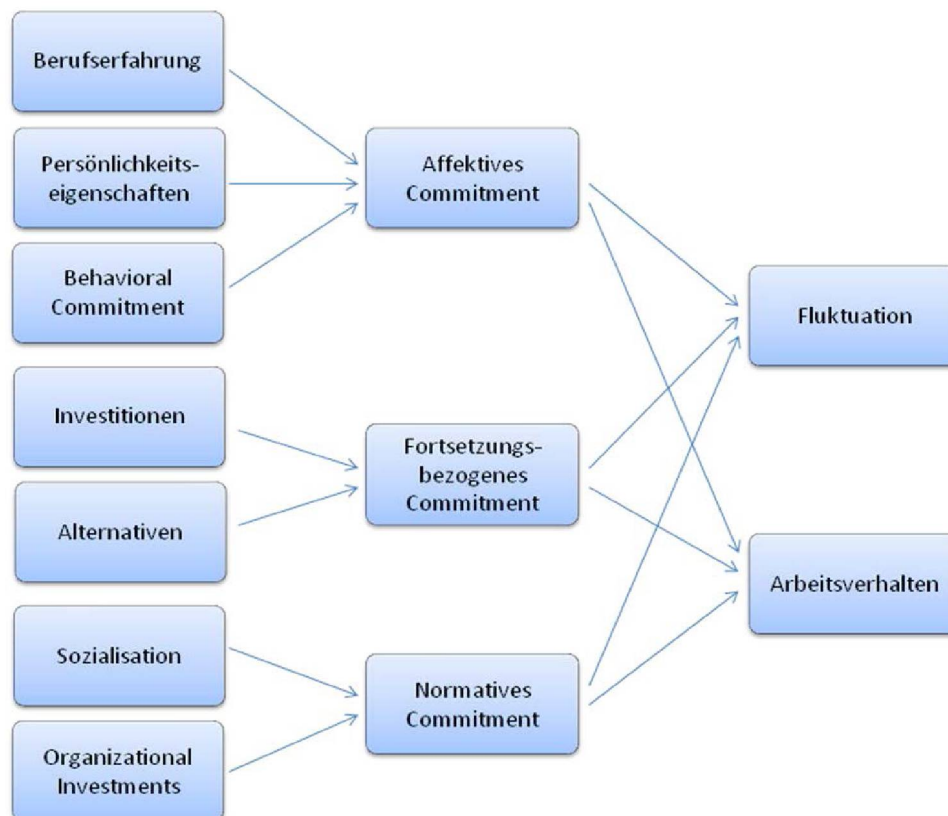 Berufserfahrung
Persönlichkeits-
eigenschaften
Behavioral
Commitment
Investitionen
Alternativen
Sozialisation
Organizational
Investments
Affektives
Commitment
Fortsetzungs-
bezogenes
Commitment
Normatives
Commitment
Fluktuation
Arbeitsverhalten